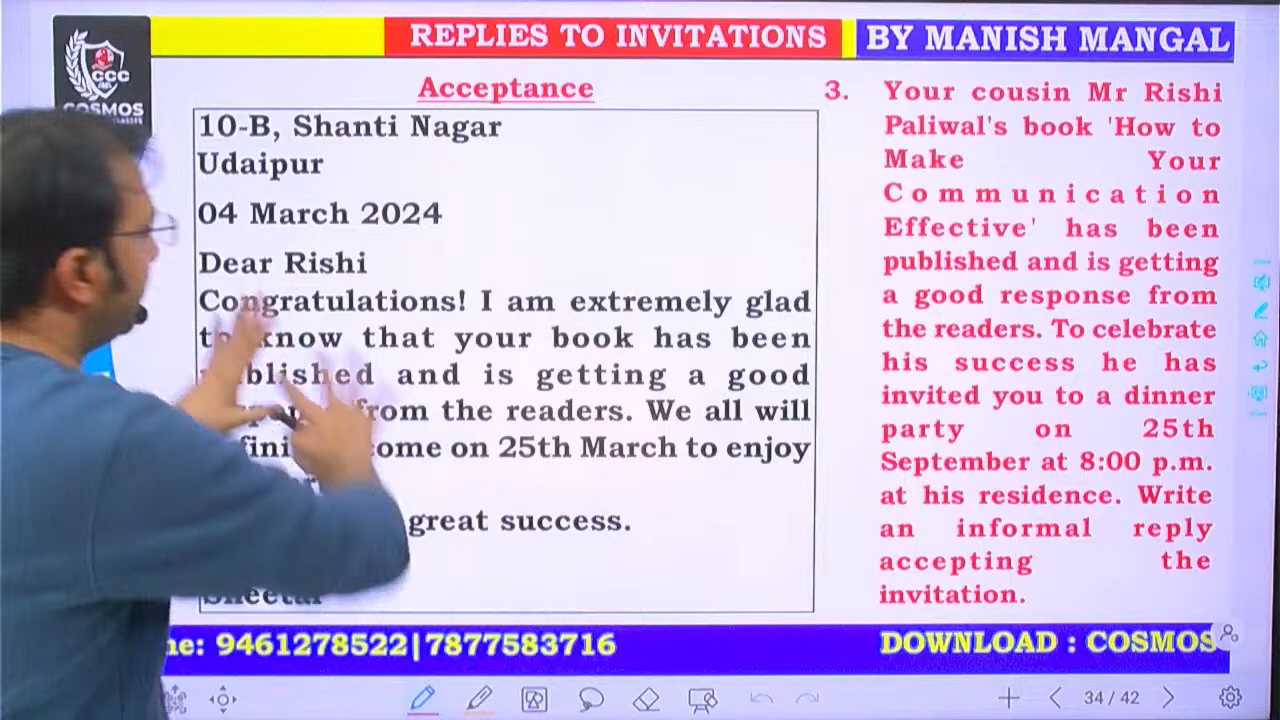 REPLIES TO INVITATIONS
BY MANISH MANGAL
CCC
COSMOS
Acceptance
10-B, Shanti Nagar
Udaipur
04 March 2024
Dear Rishi
Congratulations! I am extremely glad
know that your book has been
and is getting a good
from the readers. We all will
on 25th March to enjoy
great success.
Sheetal
3. Your cousin Mr Rishi
Paliwal's book 'How to
Make Your
Communication
Effective' has been
published and is getting
a good response from
the readers. To celebrate
his success he has
invited you to a dinner
party on 25th
September at 8:00 p.m.
at his residence. Write
an informal reply
accepting the
invitation.
9461278522|7877583716
DOWNLOAD : COSMOS
34 / 42